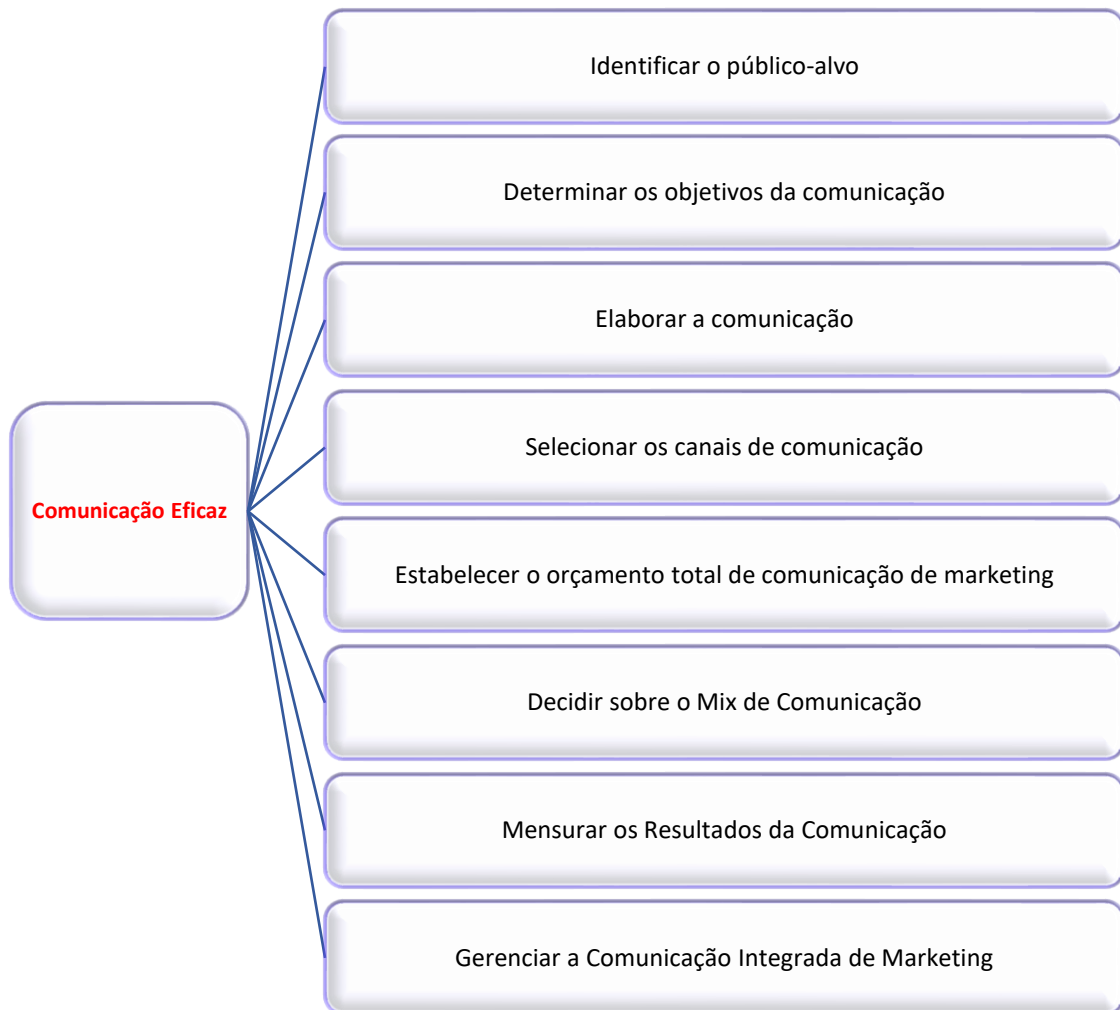 Identificar o público-alvo
Determinar os objetivos da comunicação
Elaborar a comunicação
Selecionar os canais de comunicação
Comunicação Eficaz
Estabelecer o orçamento total de comunicação de marketing
Decidir sobre o Mix de Comunicação
Mensurar os Resultados da Comunicação
Gerenciar a Comunicação Integrada de Marketing